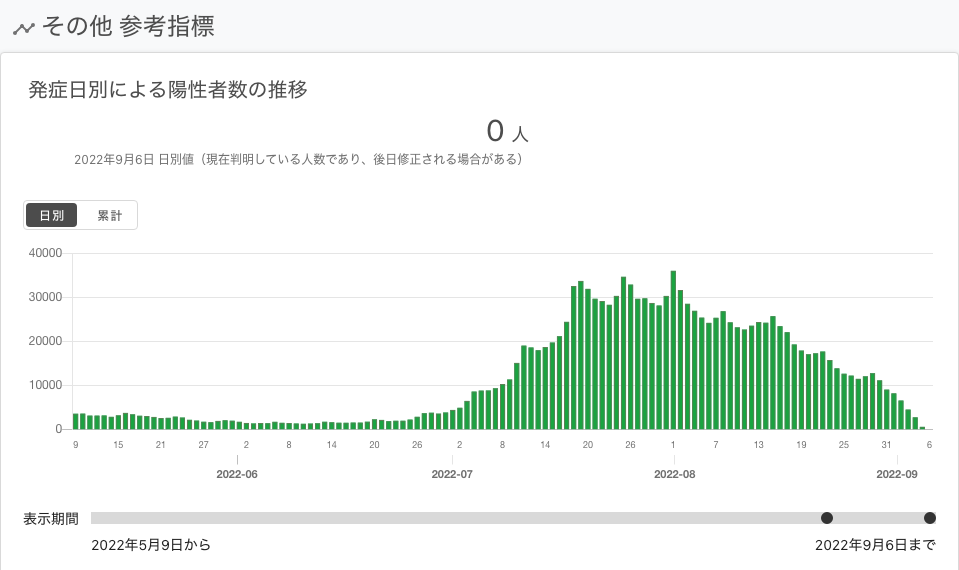 その他 参考指標
発症日別による陽性者数の推移
0 人
2022年9月6日 日別値（現在判明している人数であり、後日修正される場合がある）
日別 累計
40000
30000
20000
10000
0
9 15 21 27 2 8 14 20 26 2 8 14 20 26 1 7 13 19 25 31 6
2022-06 2022-07 2022-08 2022-09
表示期間
2022年5月9日から 2022年9月6日まで